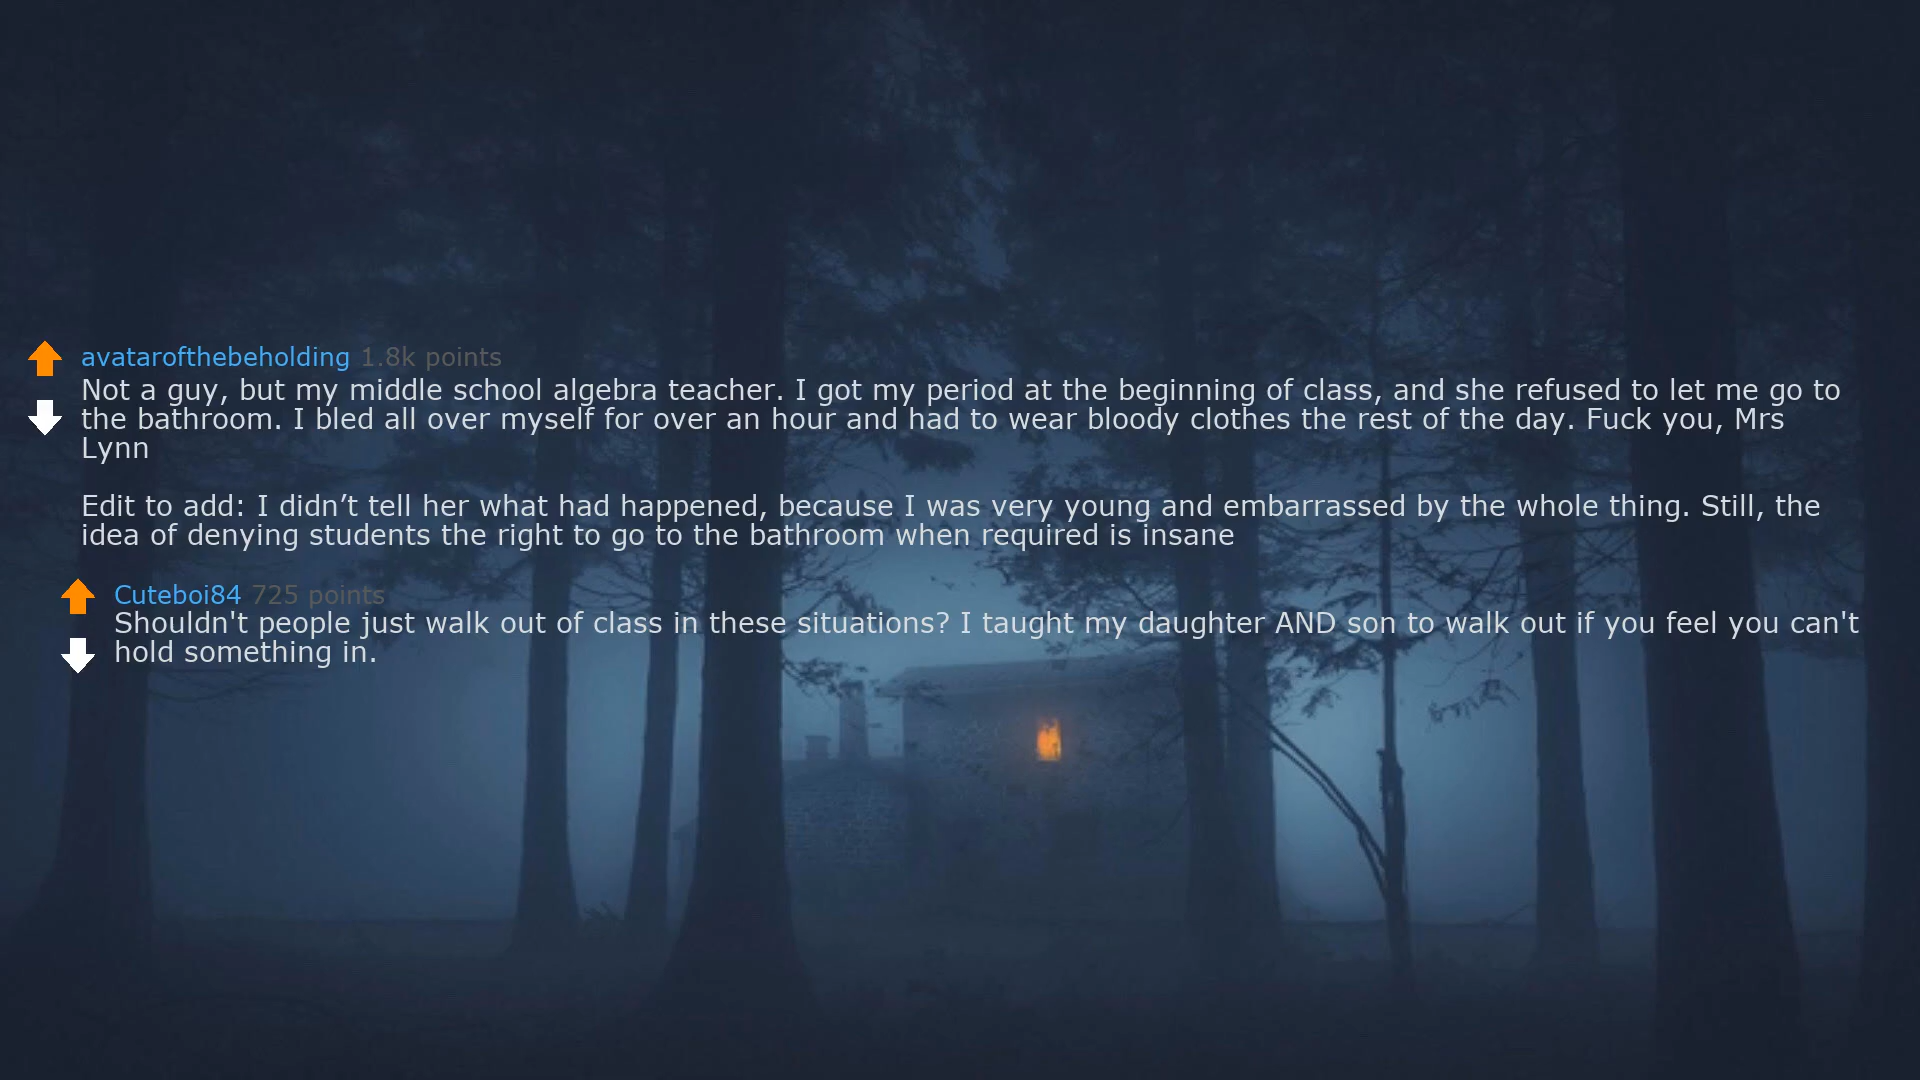 avatarofthebeholding 1.8k points
Not a guy, but my middle school algebra teacher. I got my period at the beginning of class, and she refused to let me go to
the bathroom. I bled all over myself for over an hour and had to wear bloody clothes the rest of the day. Fuck you, Mrs
Lynn
Edit to add: I didn’t tell her what had happened, because I was very young and embarrassed by the whole thing. Still, the
idea of denying students the right to go to the bathroom when required is insane
Cuteboi84 725 points
Shouldn't people just walk out of class in these situations? I taught my daughter AND son to walk out if you feel you can't
hold something in.